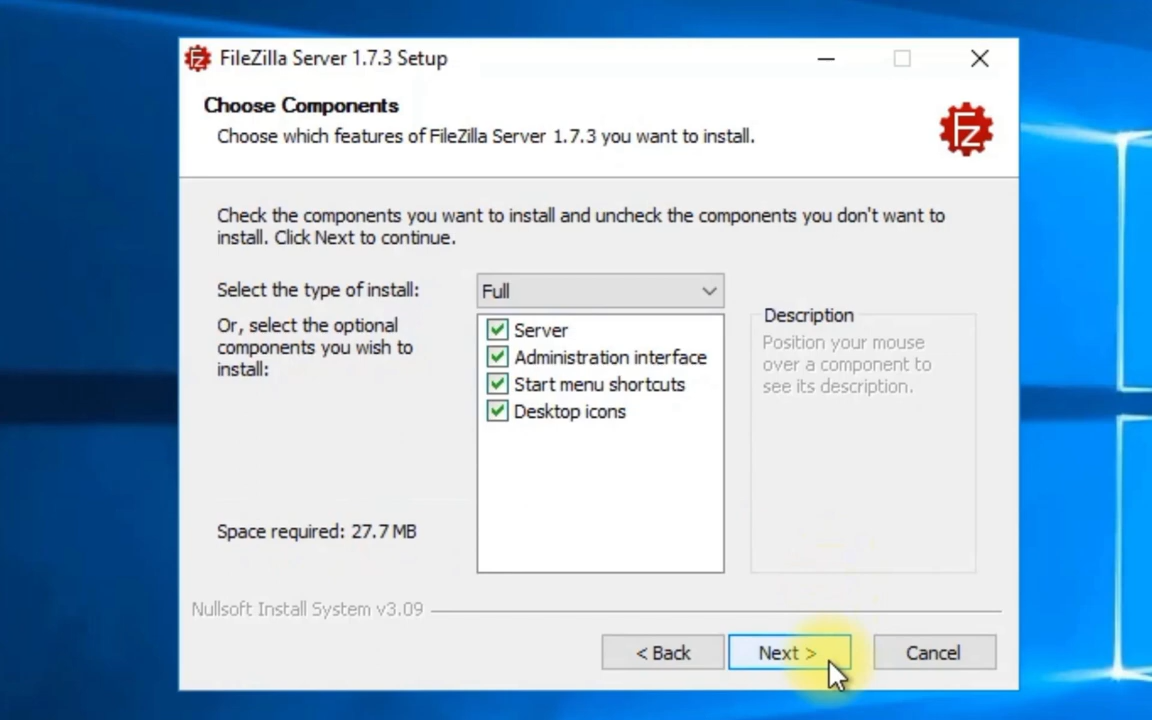 FileZilla Server 1.7.3 Setup
Choose Components
Choose which features of FileZilla Server 1.7.3 you want to install.
Fz
Check the components you want to install and uncheck the components you don't want to
install. Click Next to continue.
Select the type of install:
Full
Or, select the optional
components you wish to
install:
Server
Administration interface
Start menu shortcuts
Desktop icons
Description
Position your mouse
over a component to
see its description.
Space required: 27.7 MB
Nullsoft Install System v3.09
< Back
Next >
Cancel